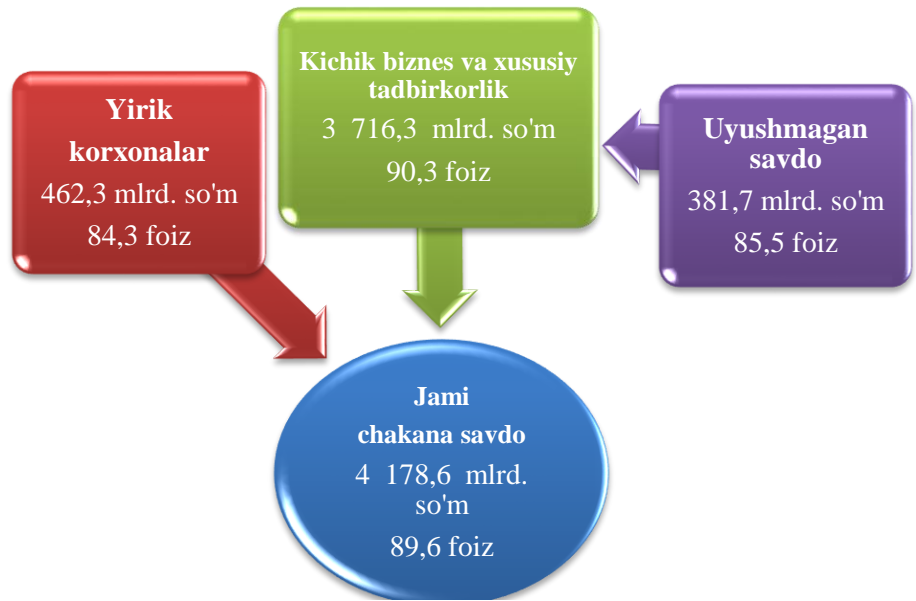 Yirik
korxonalar
462,3 mlrd. so'm
84,3 foiz
Kichik biznes va xususiy
tadbirkorlik
3 716,3 mlrd. so'm
90,3 foiz
Uyushmagan
savdo
381,7 mlrd. so'm
85,5 foiz
Jami
chakana savdo
4 178,6 mlrd.
so'm
89,6 foiz